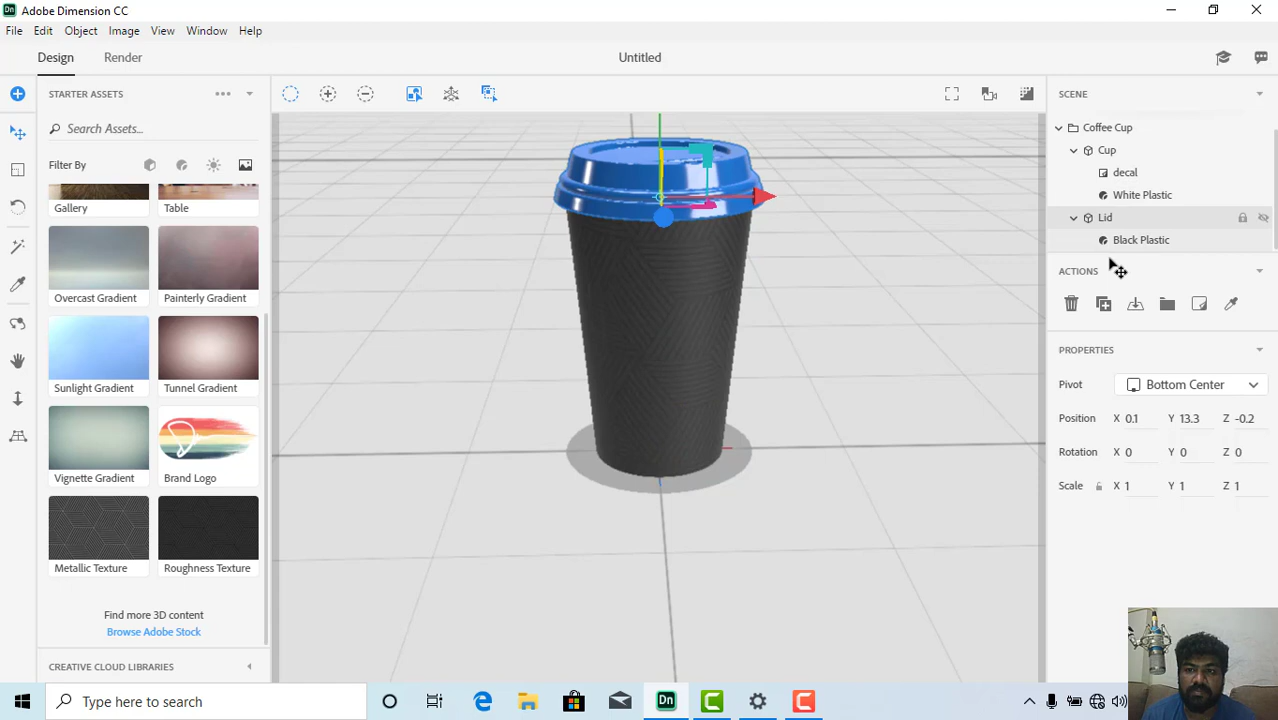 Dn Adobe Dimension CC
File Edit Object Image View Window Help
Design Render Untitled
STARTER ASSETS
Search Assets...
Filter By
Gallery Table
Overcast Gradient Painterly Gradient
Sunlight Gradient Tunnel Gradient
Vignette Gradient Brand Logo
Metallic Texture Roughness Texture
Find more 3D content
Browse Adobe Stock
CREATIVE CLOUD LIBRARIES
SCENE
Coffee Cup
Cup
decal
White Plastic
Lid
Black Plastic
ACTIONS
PROPERTIES
Pivot Bottom Center
Position X 0.1 Y 13.3 Z -0.2
Rotation X 0 Y 0 Z 0
Scale X 1 Y 1 Z 1
Type here to search
Dn